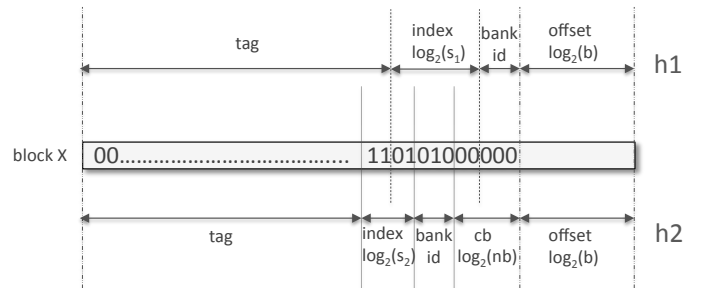 tag
index
log₂(s₁)
bank
id
offset
log₂(b)
h1
block X
00....................................... 110101000000
tag
index
log₂(s₂)
bank
id
cb
log₂(nb)
offset
log₂(b)
h2